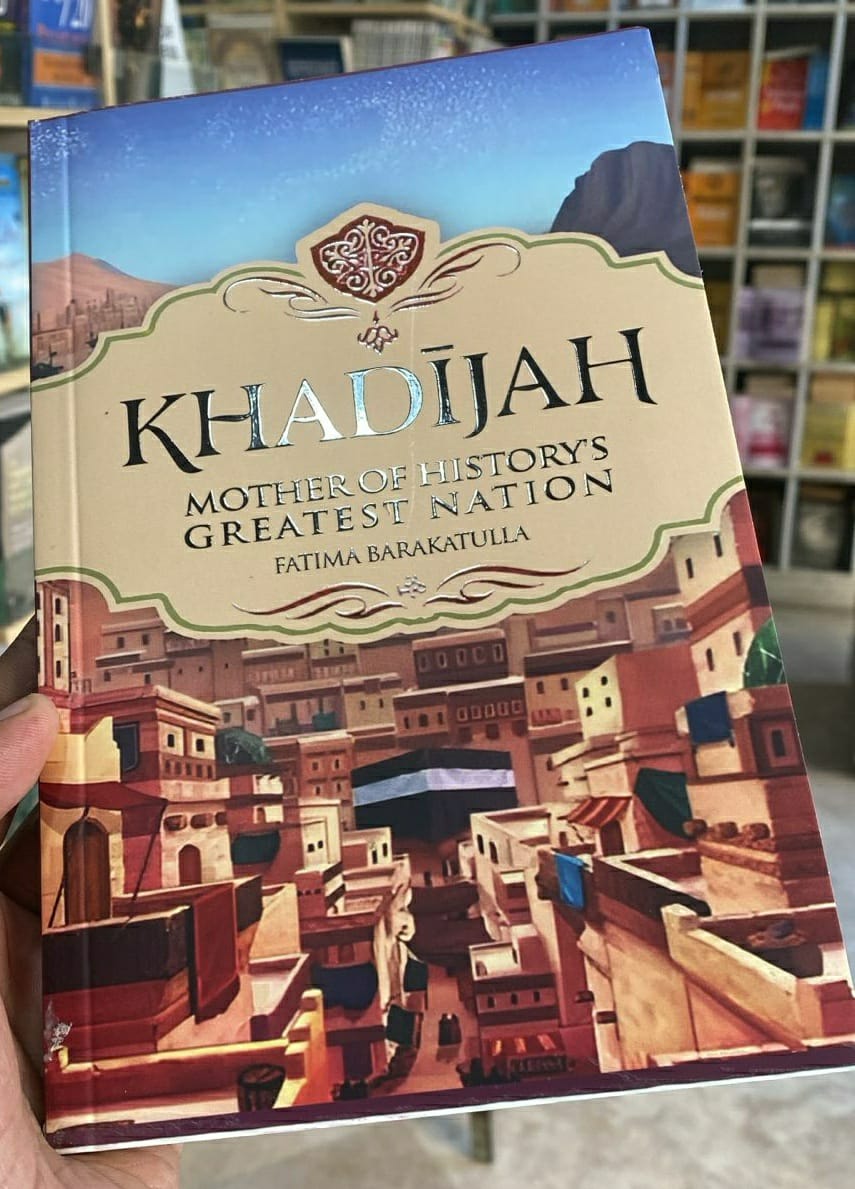 KHADĪJAH
MOTHER OF HISTORY'S
GREATEST NATION
FATIMA BARAKATULLA